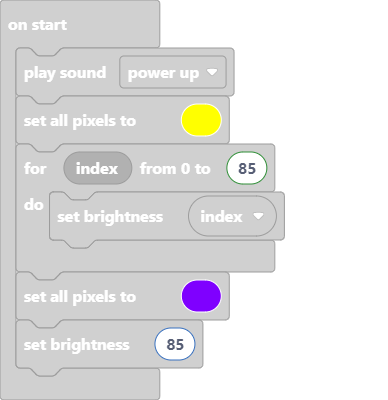 on start
play sound power up
set all pixels to
for index from 0 to 85
do set brightness index
set all pixels to
set brightness 85